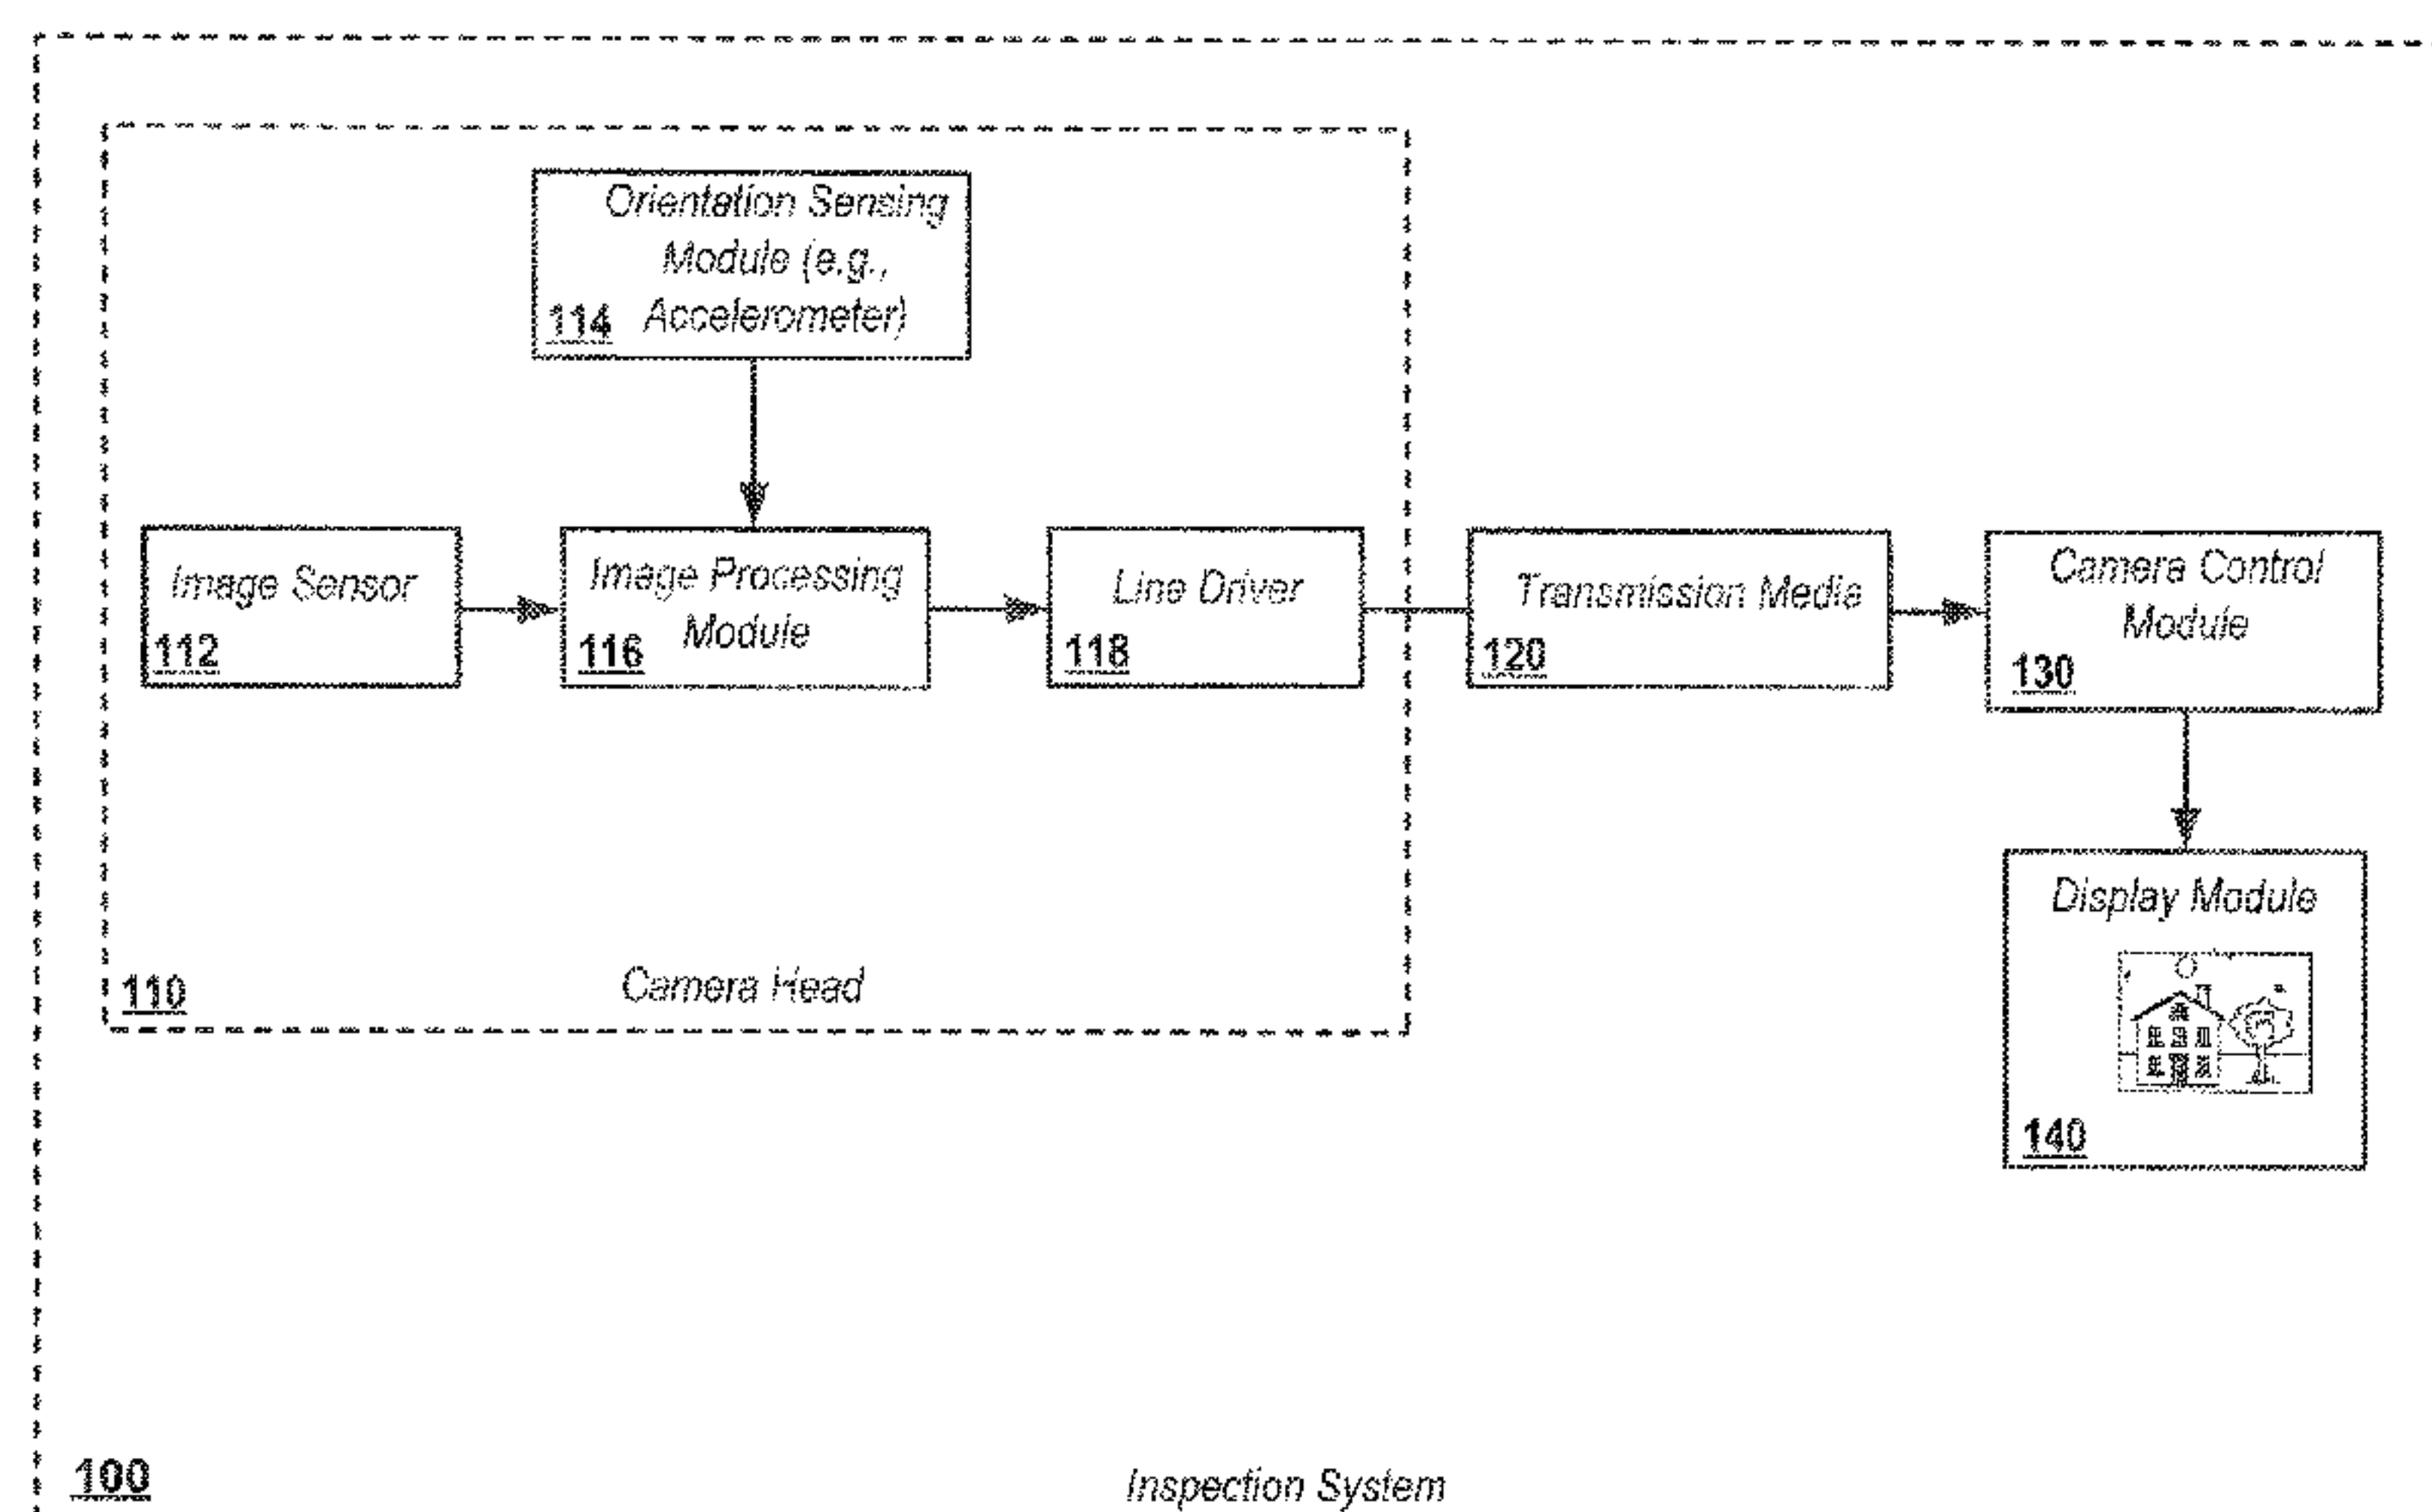 Orientation Sensing
Module (e.g.,
114 Accelerometer)
Image Sensor
112
Image Processing
Module
116
Line Driver
118
Transmission Media
120
Camera Control
Module
130
Display Module
140
110
Camera Head
100
Inspection System